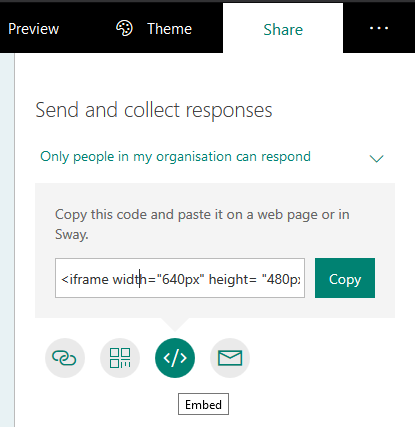 Preview Theme Share ...
Send and collect responses
Only people in my organisation can respond
Copy this code and paste it on a web page or in
Sway.
<iframe width="640px" height= "480px Copy
</>
Embed